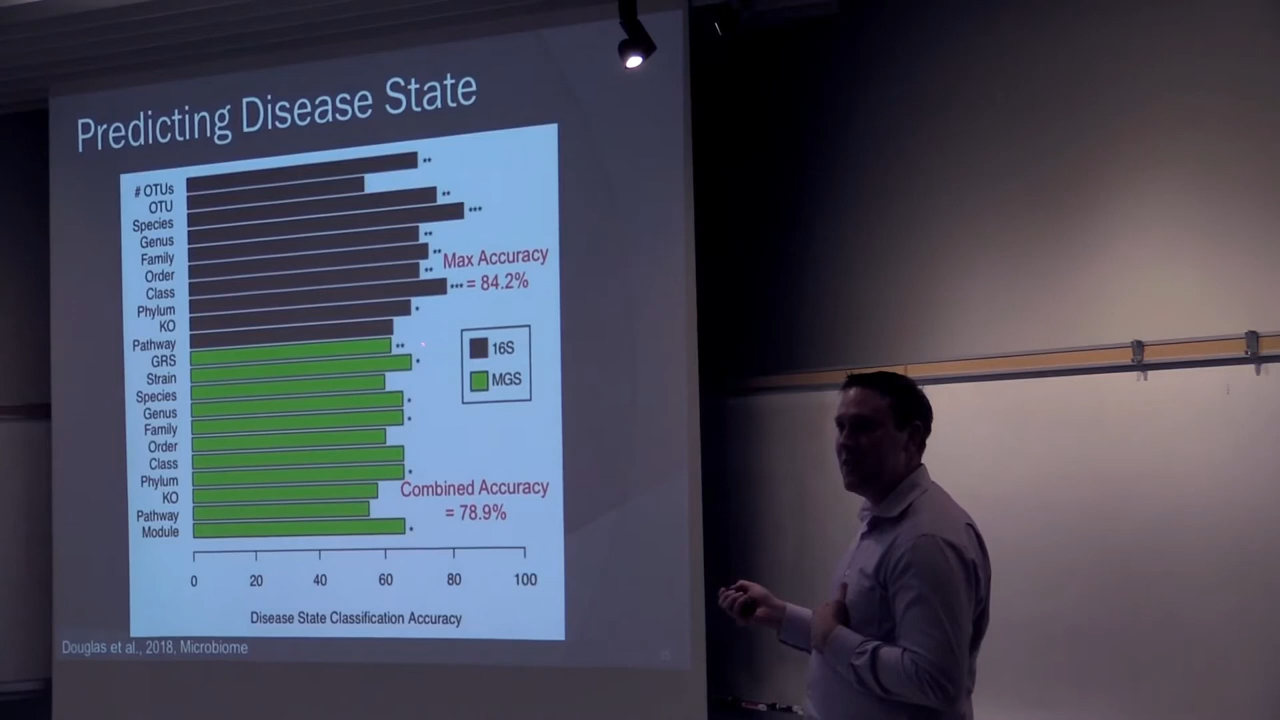 Predicting Disease State
# OTUs
OTU
Species
Genus
Family
Order
Class
Phylum
KO
Pathway
GRS
Strain
Species
Genus
Family
Order
Class
Phylum
KO
Pathway
Module
**
**
***
**
**
**
***
*
**
*
*
*
*
*
Max Accuracy
= 84.2%
16S
MGS
Combined Accuracy
= 78.9%
0 20 40 60 80 100
Disease State Classification Accuracy
Douglas et al., 2018, Microbiome